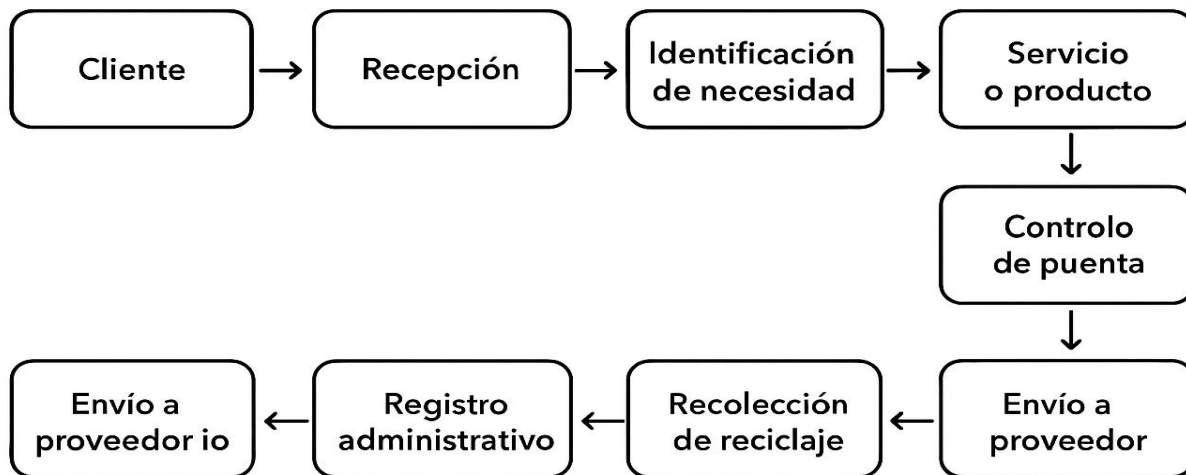 Cliente
Recepción
Identificación
de necesidad
Servicio
o producto
Controlo
de puenta
Envío a
proveedor
Recolección
de reciclaje
Registro
administrativo
Envío a
proveedor io